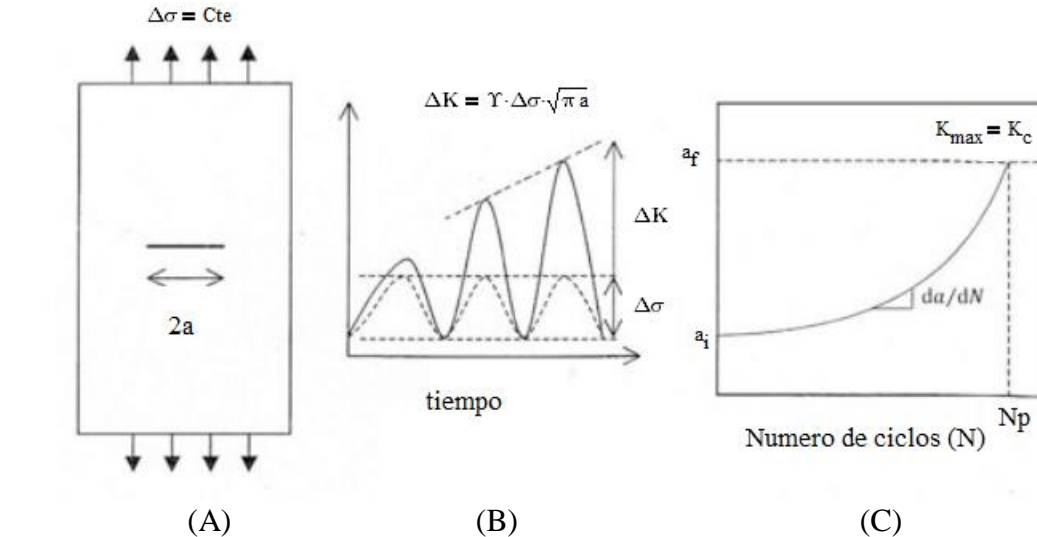 Δσ = Cte
2a
(A)
ΔK = Υ·Δσ·√π a
ΔK
Δσ
tiempo
(B)
K_max = K_c
a_f
da/dN
a_i
Np
Numero de ciclos (N)
(C)